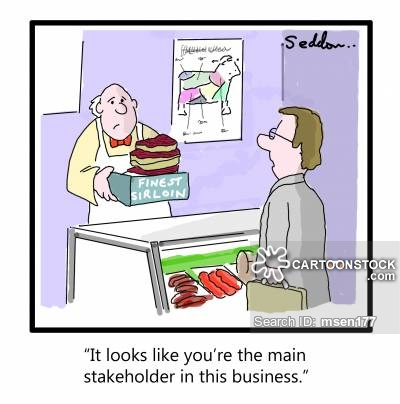 Seddon..
FINEST
SIRLOIN
CARTOONSTOCK
.com
Search ID: msen177
“It looks like you’re the main
stakeholder in this business.”